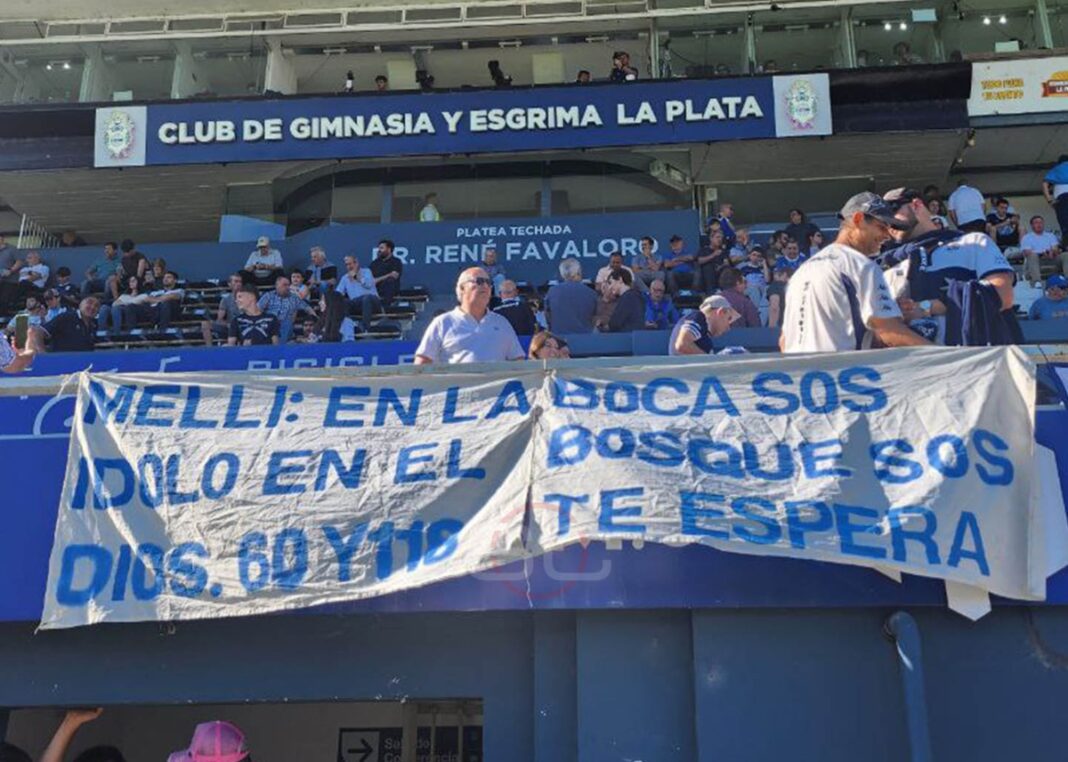 CLUB DE GIMNASIA Y ESGRIMA LA PLATA
PLATEA TECHADA
DR. RENÉ FAVALORO
MELLI: EN LA BOCA SOS
IDOLO EN EL BOSQUE SOS
DIOS. 60 Y 118 TE ESPERA